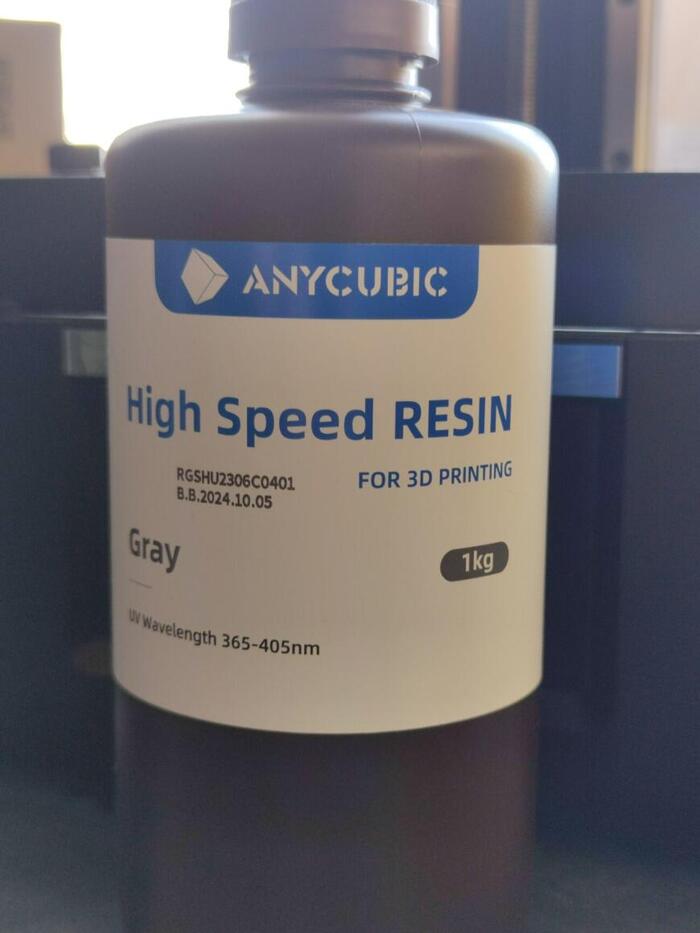 ANYCUBIC
High Speed RESIN
FOR 3D PRINTING
RGSHU2306C0401
B.B.2024.10.05
Gray
1kg
UV Wavelength 365-405nm